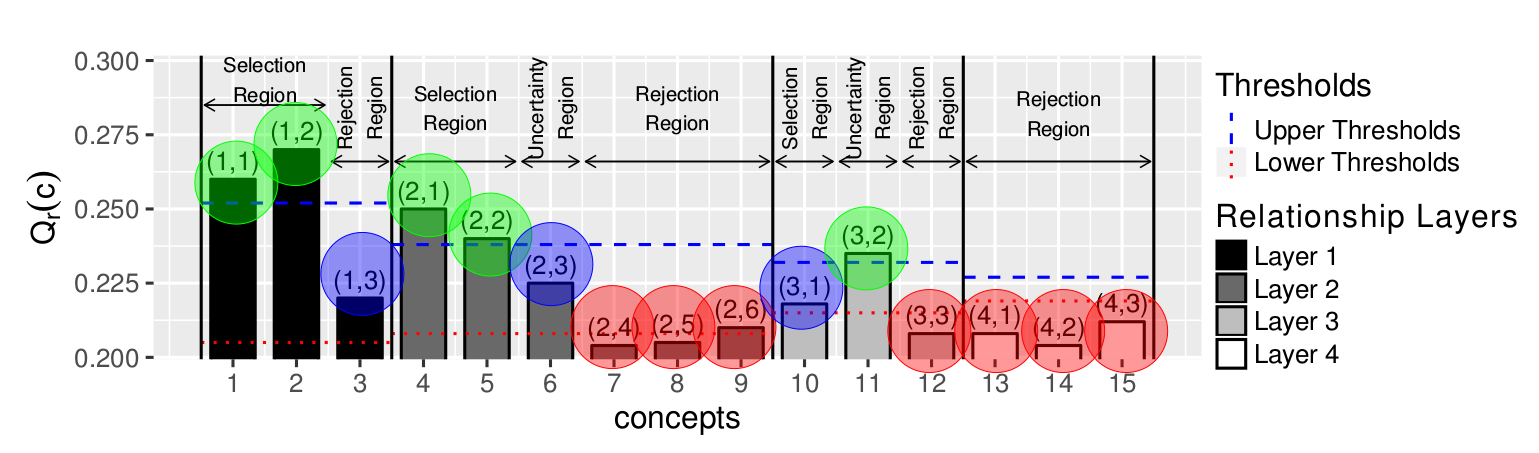 0.300
0.275
0.250
0.225
0.200
Qr(c)
Selection
Region
Rejection
Region
Selection
Region
Uncertainty
Region
Rejection
Region
Selection
Region
Uncertainty
Region
Rejection
Region
Rejection
Region
(1,1)
(1,2)
(1,3)
(2,1)
(2,2)
(2,3)
(2,4)
(2,5)
(2,6)
(3,1)
(3,2)
(3,3)
(4,1)
(4,2)
(4,3)
1 2 3 4 5 6 7 8 9 10 11 12 13 14 15
concepts
Thresholds
Upper Thresholds
Lower Thresholds
Relationship Layers
Layer 1
Layer 2
Layer 3
Layer 4